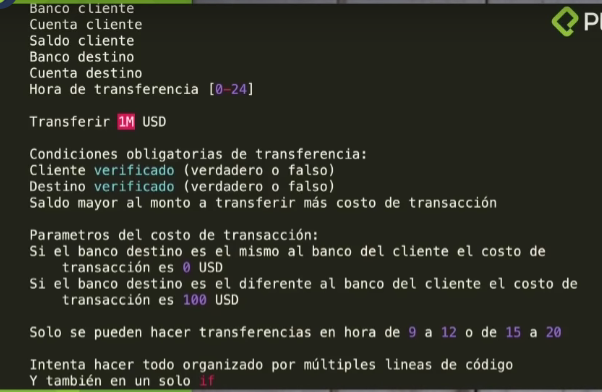 Banco cliente
Cuenta cliente
Saldo cliente
Banco destino
Cuenta destino
Hora de transferencia [0-24]
Transferir 1M USD
Condiciones obligatorias de transferencia:
Cliente verificado (verdadero o falso)
Destino verificado (verdadero o falso)
Saldo mayor al monto a transferir más costo de transacción
Parametros del costo de transacción:
Si el banco destino es el mismo al banco del cliente el costo de
transacción es 0 USD
Si el banco destino es el diferente al banco del cliente el costo de
transacción es 100 USD
Solo se pueden hacer transferencias en hora de 9 a 12 o de 15 a 20
Intenta hacer todo organizado por múltiples lineas de código
Y también en un solo if